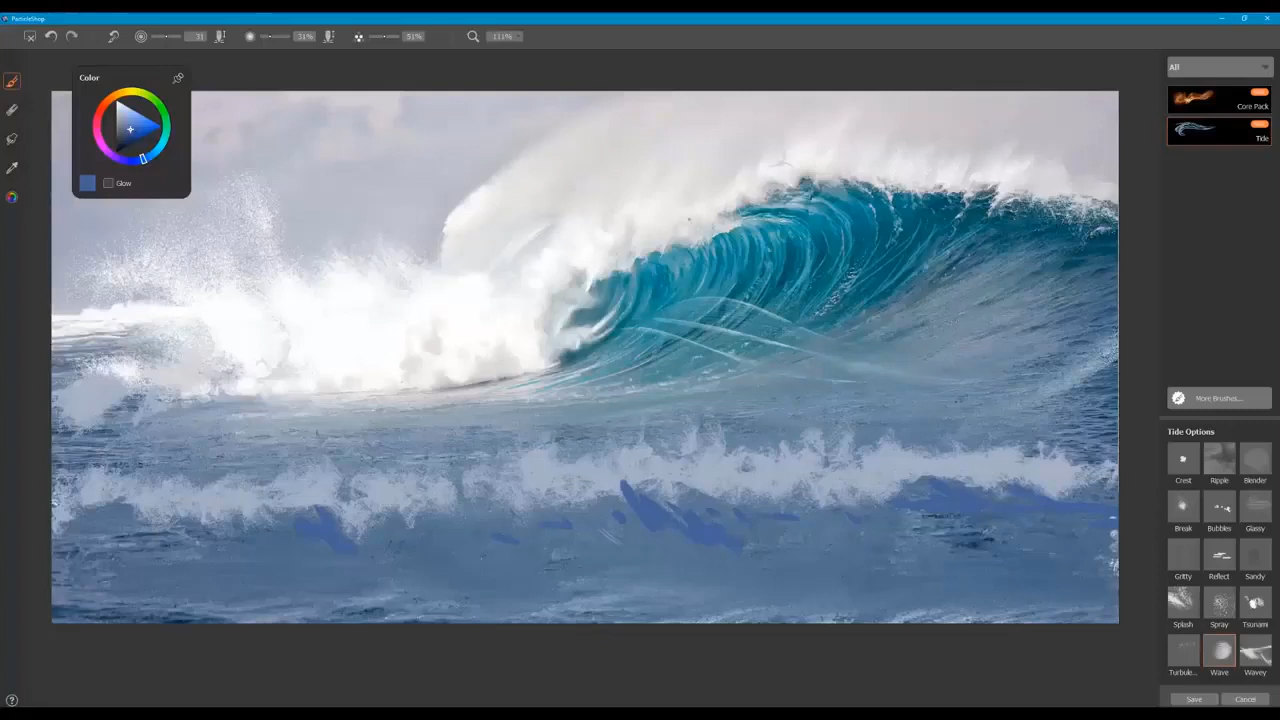 ParticleShop
31
31%
51%
111%
Color
Glow
All
Core Pack
Tide
More Brushes...
Tide Options
Crest Ripple Blender
Break Bubbles Glassy
Gritty Reflect Sandy
Splash Spray Tsunami
Turbule... Wave Wavey
Save Cancel
?